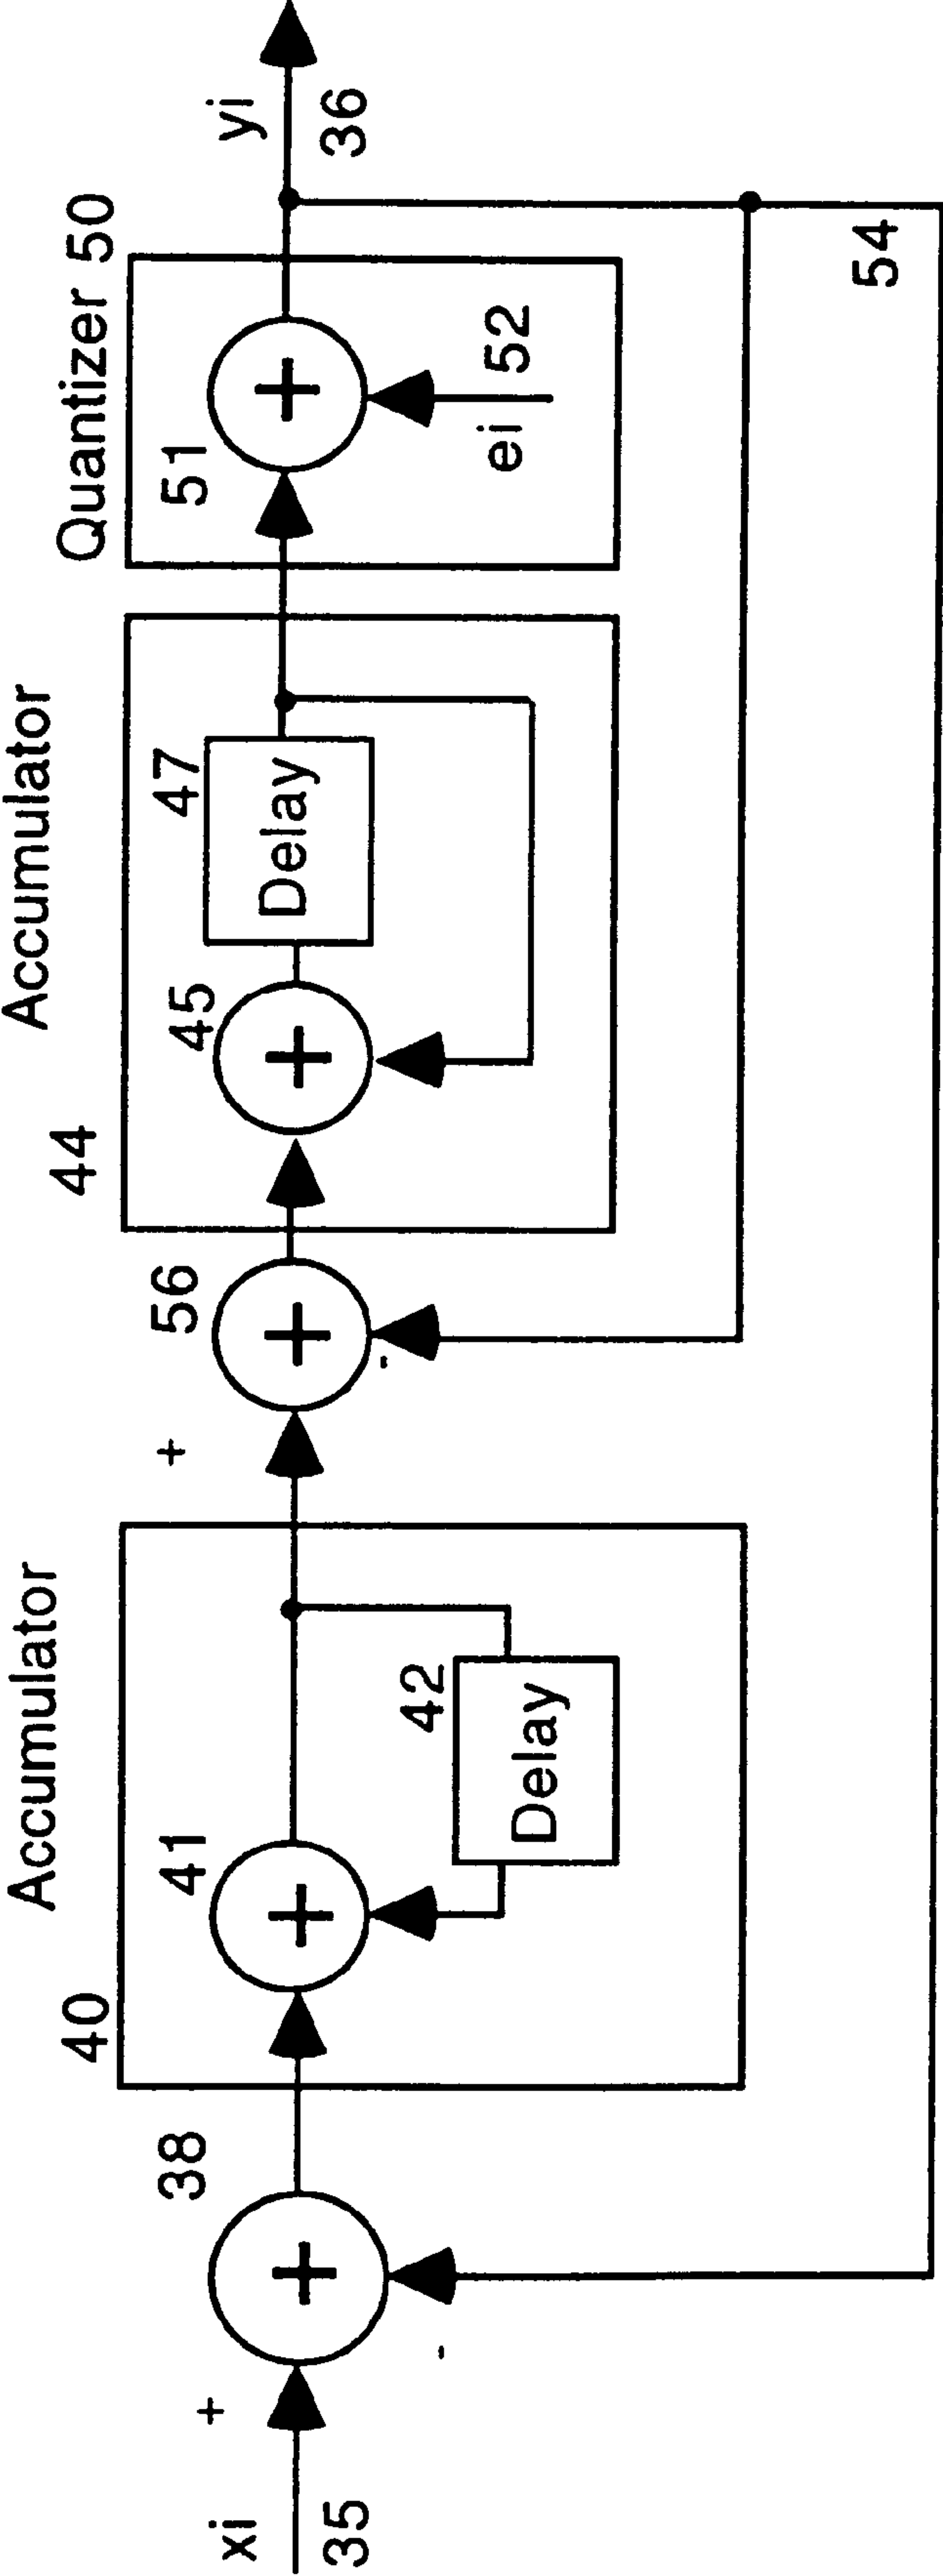 Accumulator
Accumulator
Quantizer 50
40
44
xi
+
38
41
+
56
45
47
51
yi
+
+
+
+
+
35
-
42
Delay
-
Delay
ei
52
36
54